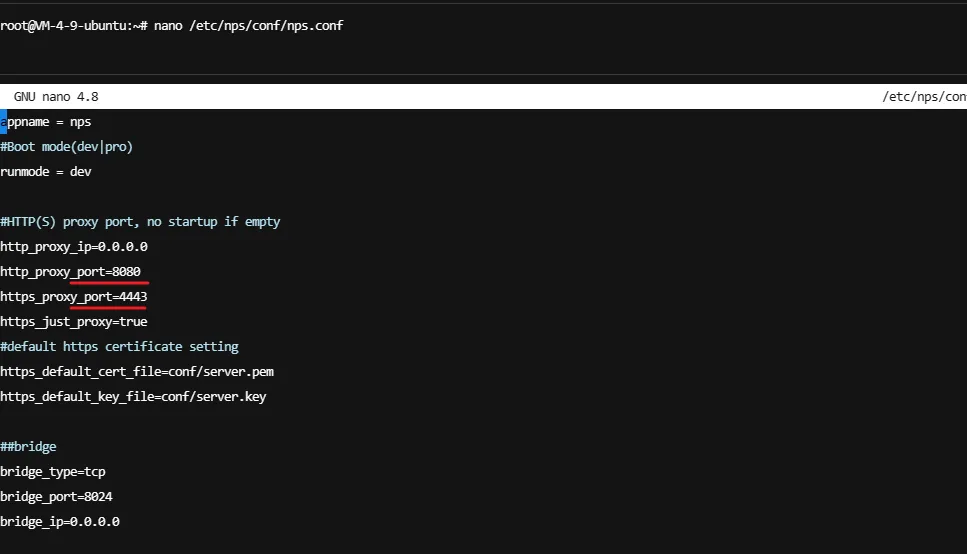 root@VM-4-9-ubuntu:~# nano /etc/nps/conf/nps.conf
GNU nano 4.8 /etc/nps/con
appname = nps
#Boot mode(dev|pro)
runmode = dev
#HTTP(S) proxy port, no startup if empty
http_proxy_ip=0.0.0.0
http_proxy_port=8080
https_proxy_port=4443
https_just_proxy=true
#default https certificate setting
https_default_cert_file=conf/server.pem
https_default_key_file=conf/server.key
##bridge
bridge_type=tcp
bridge_port=8024
bridge_ip=0.0.0.0